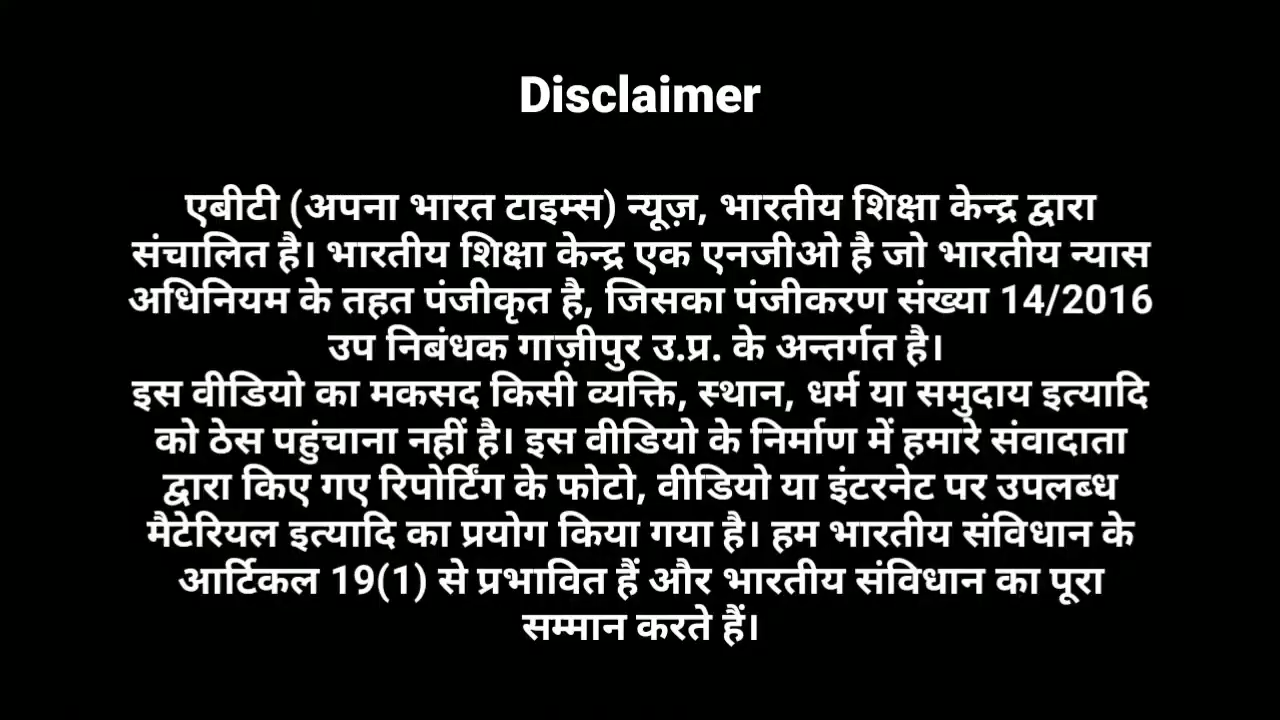 Disclaimer
एबीटी (अपना भारत टाइम्स) न्यूज़, भारतीय शिक्षा केन्द्र द्वारा
संचालित है। भारतीय शिक्षा केन्द्र एक एनजीओ है जो भारतीय न्यास
अधिनियम के तहत पंजीकृत है, जिसका पंजीकरण संख्या 14/2016
उप निबंधक गाज़ीपुर उ.प्र. के अन्तर्गत है।
इस वीडियो का मकसद किसी व्यक्ति, स्थान, धर्म या समुदाय इत्यादि
को ठेस पहुंचाना नहीं है। इस वीडियो के निर्माण में हमारे संवादाता
द्वारा किए गए रिपोर्टिंग के फोटो, वीडियो या इंटरनेट पर उपलब्ध
मैटेरियल इत्यादि का प्रयोग किया गया है। हम भारतीय संविधान के
आर्टिकल 19(1) से प्रभावित हैं और भारतीय संविधान का पूरा
सम्मान करते हैं।